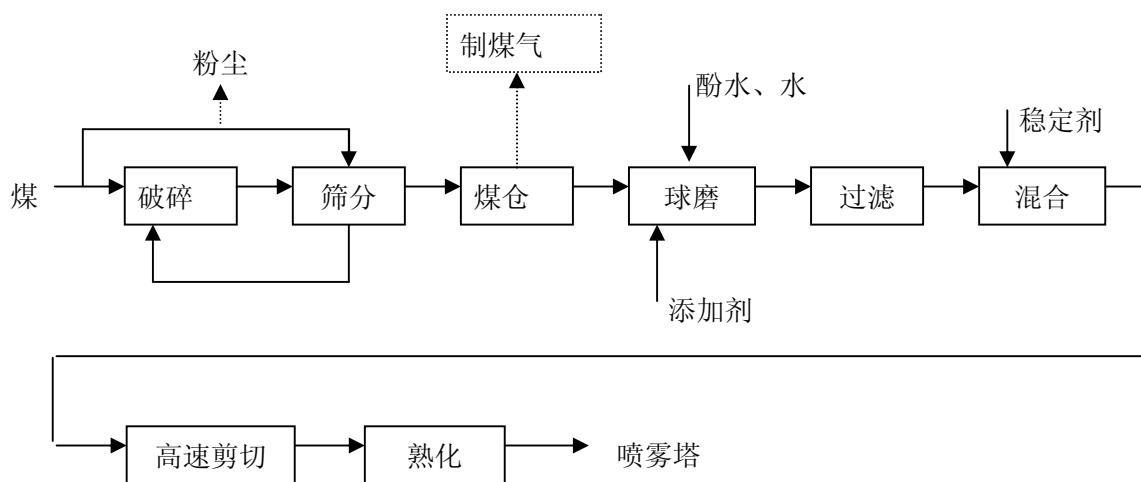 制煤气
粉尘
酚水、水
稳定剂
煤
破碎
筛分
煤仓
球磨
过滤
混合
添加剂
高速剪切
熟化
喷雾塔